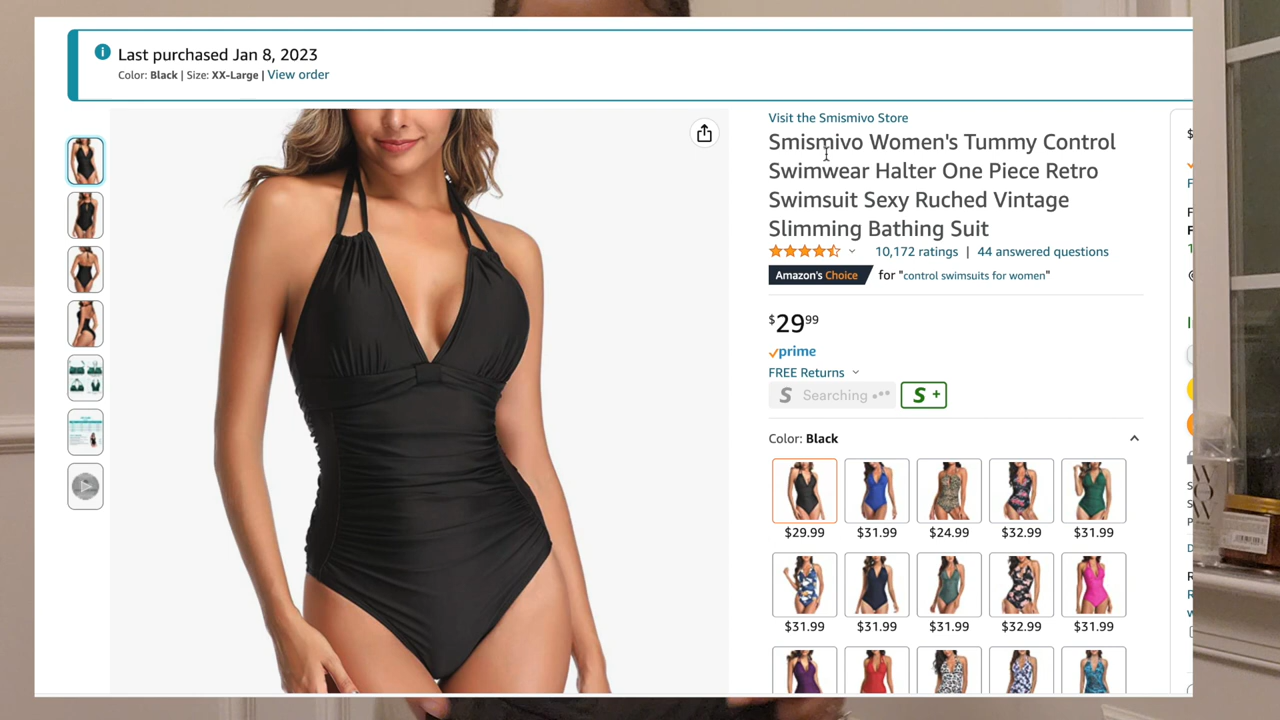 Last purchased Jan 8, 2023
Color: Black | Size: XX-Large | View order
Visit the Smismivo Store
Smismivo Women's Tummy Control
Swimwear Halter One Piece Retro
Swimsuit Sexy Ruched Vintage
Slimming Bathing Suit
10,172 ratings | 44 answered questions
Amazon's Choice for "control swimsuits for women"
$29.99
prime
FREE Returns
S Searching S +
Color: Black
$29.99 $31.99 $24.99 $32.99 $31.99
$31.99 $31.99 $31.99 $32.99 $31.99
WOW